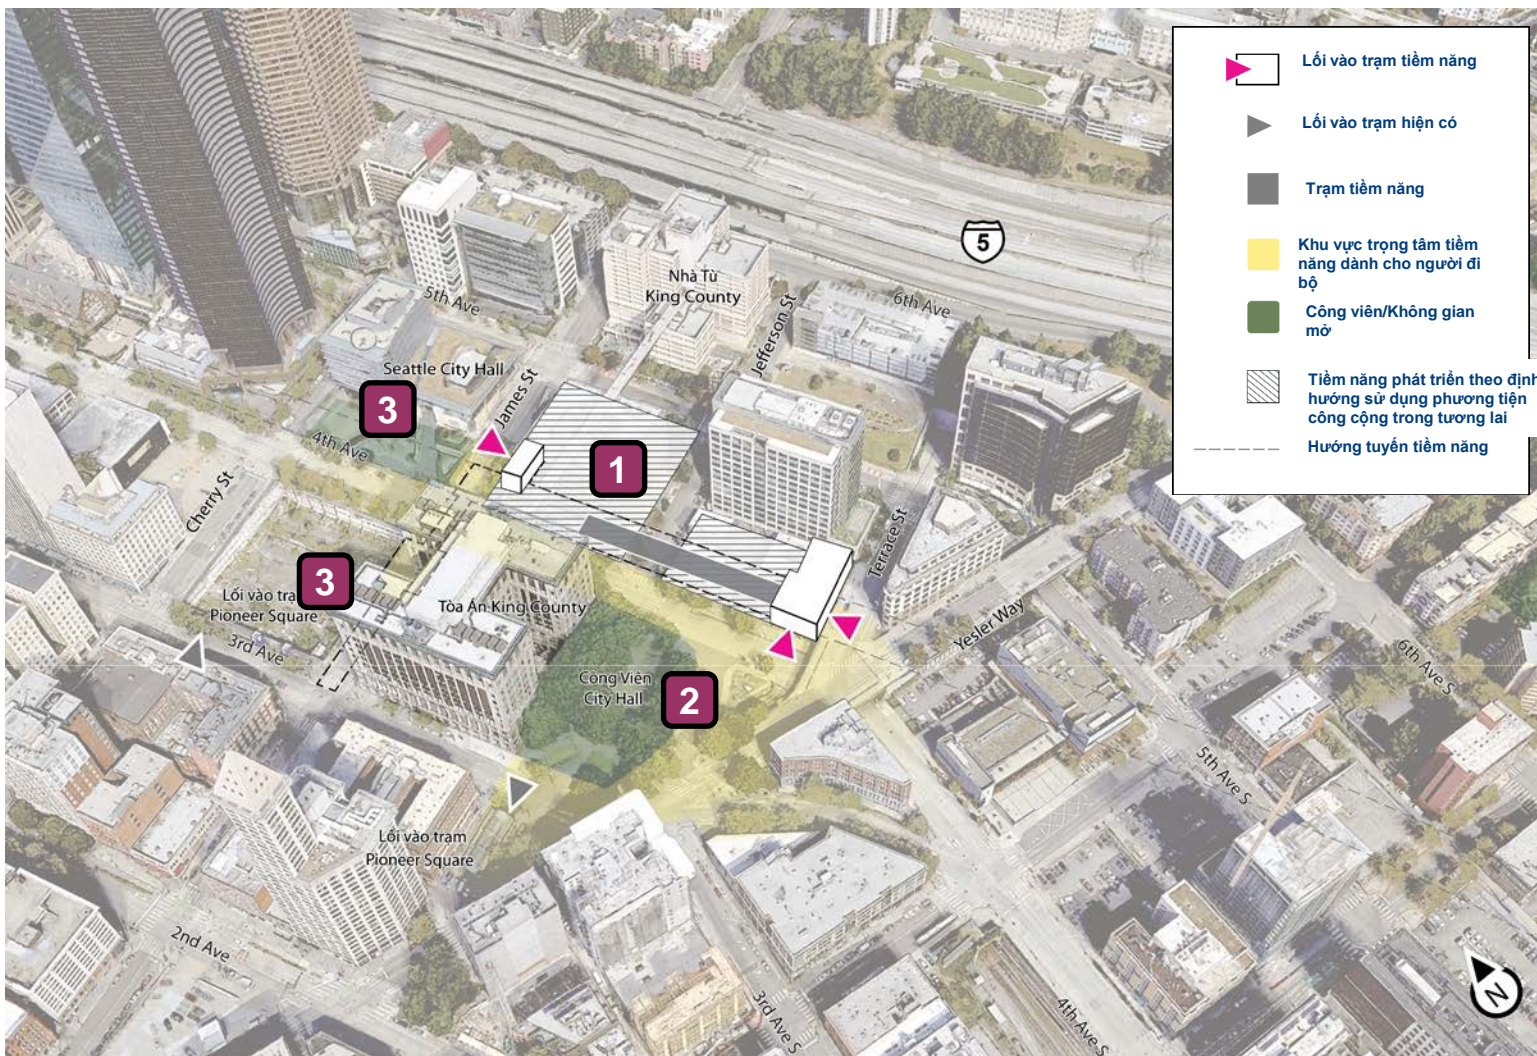 Lối vào trạm tiềm năng
Lối vào trạm hiện có
Trạm tiềm năng
Khu vực trọng tâm tiềm
năng dành cho người đi
bộ
Công viên/Không gian
mở
Tiềm năng phát triển theo định
hướng sử dụng phương tiện
công cộng trong tương lai
Hướng tuyến tiềm năng
5
Nhà Tù
King County
5th Ave
6th Ave
Jefferson St
Seattle City Hall
James St
3
4th Ave
1
Cherry St
Terrace St
3
Lối vào trạ
Pioneer Square
Tòa Án King County
3rd Ave
Yesler Way
6th Ave S
Công Viên
City Hall
2
5th Ave S
Lối vào trạm
Pioneer Square
2nd Ave
3rd Ave S
4th Ave S
N